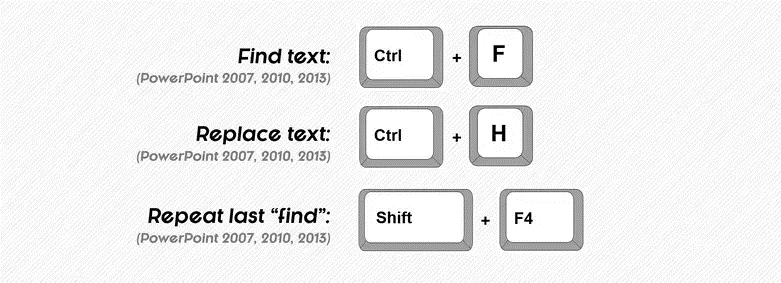 Find text: Ctrl + F
(PowerPoint 2007, 2010, 2013)
Replace text: Ctrl + H
(PowerPoint 2007, 2010, 2013)
Repeat last “find”: Shift + F4
(PowerPoint 2007, 2010, 2013)